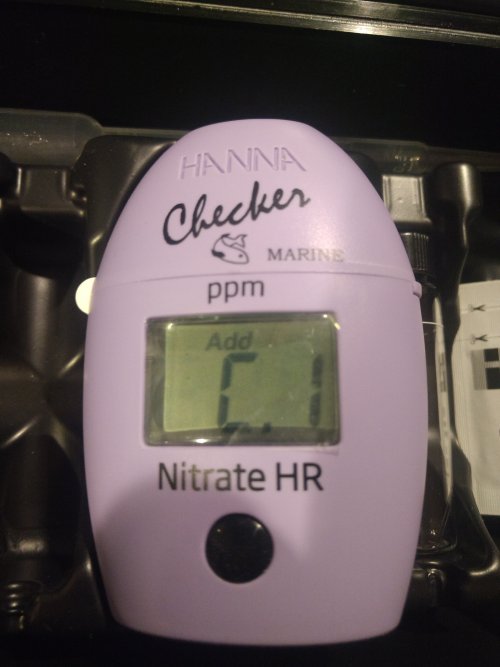 HANNA
Checker
MARINE
ppm
Add
C.1
Nitrate HR